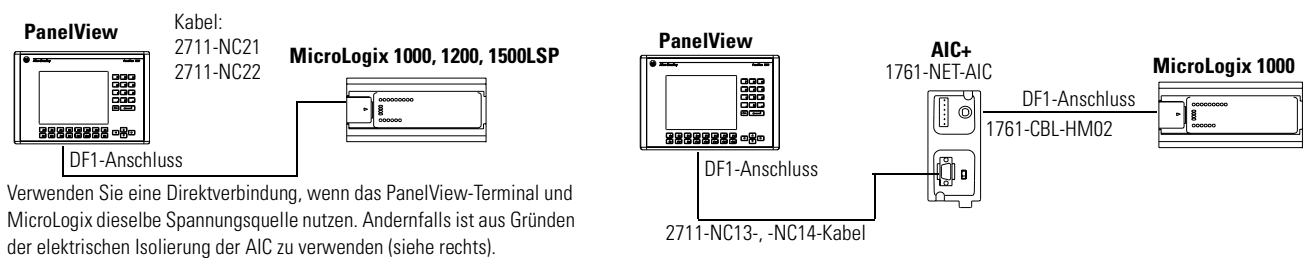 PanelView
Kabel:
2711-NC21
2711-NC22
MicroLogix 1000, 1200, 1500LSP
DF1-Anschluss
Verwenden Sie eine Direktverbindung, wenn das PanelView-Terminal und
MicroLogix dieselbe Spannungsquelle nutzen. Andernfalls ist aus Gründen
der elektrischen Isolierung der AIC zu verwenden (siehe rechts).
PanelView
AIC+
1761-NET-AIC
MicroLogix 1000
DF1-Anschluss
1761-CBL-HM02
DF1-Anschluss
2711-NC13-, -NC14-Kabel